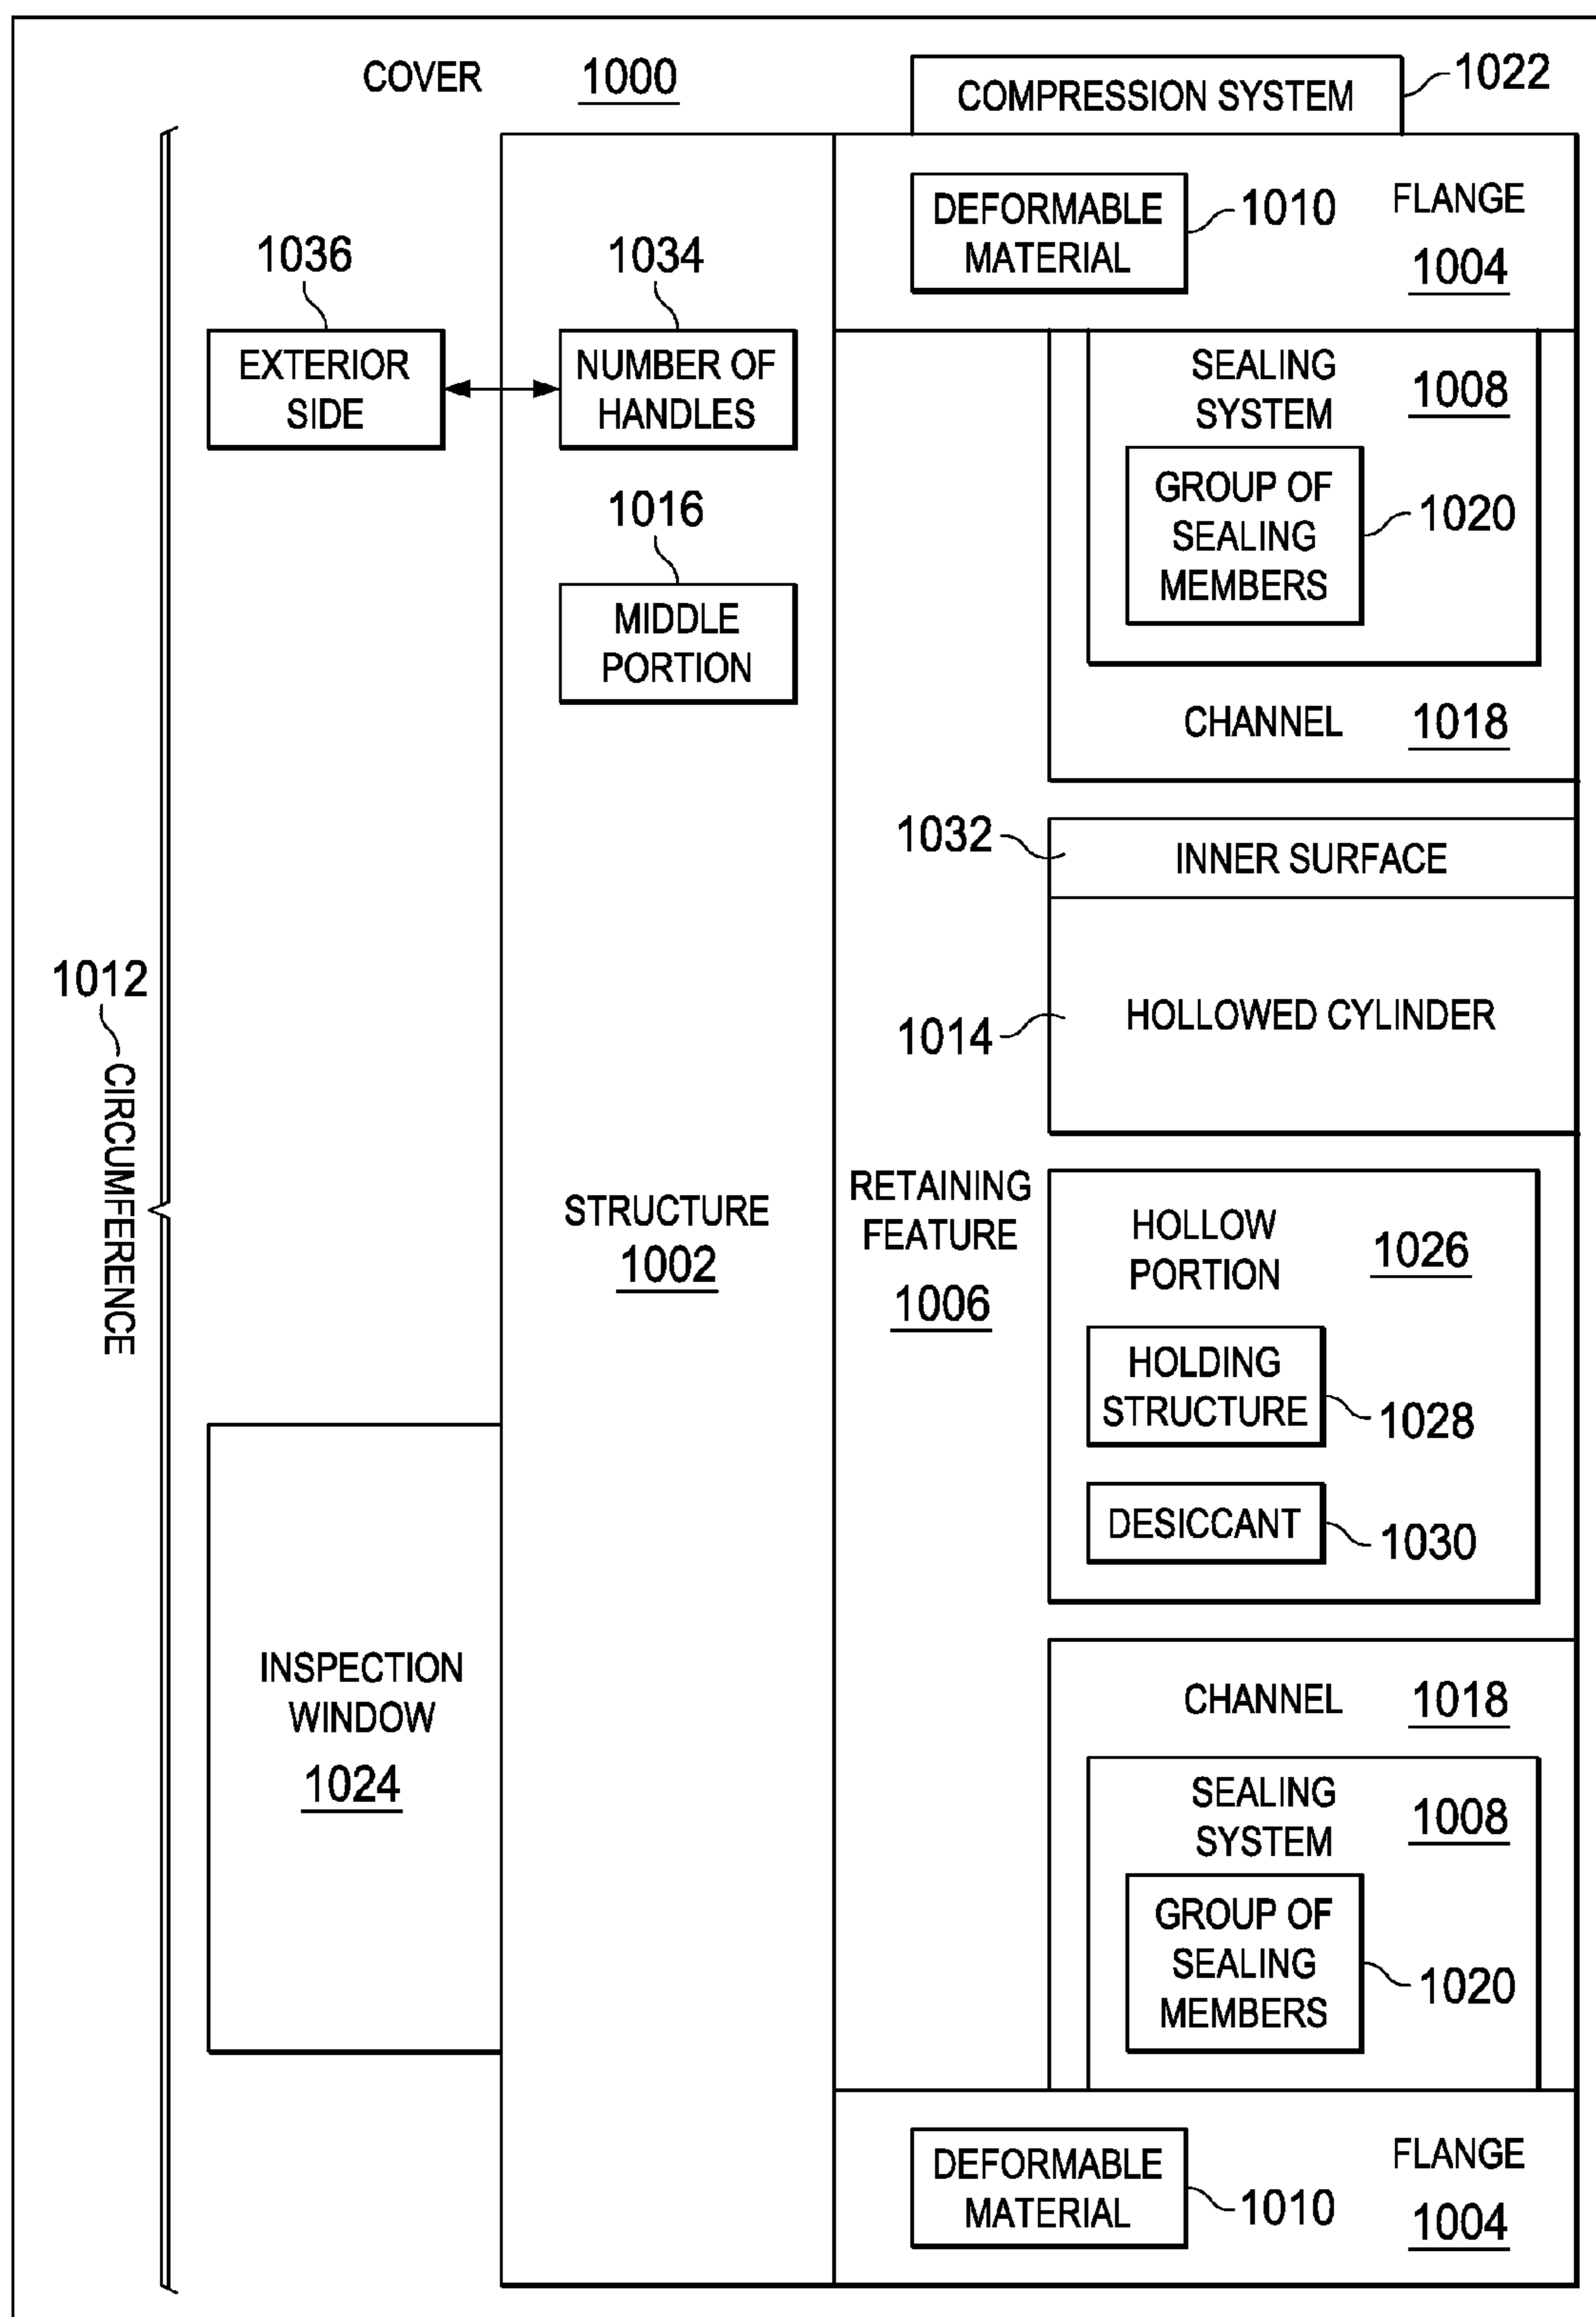 COVER 1000
COMPRESSION SYSTEM
1022
DEFORMABLE
MATERIAL
1010
FLANGE
1004
1036
EXTERIOR
SIDE
1034
NUMBER OF
HANDLES
1016
MIDDLE
PORTION
SEALING
SYSTEM
1008
GROUP OF
SEALING
MEMBERS
1020
CHANNEL 1018
1032
INNER SURFACE
1014
HOLLOWED CYLINDER
1012
CIRCUMFERENCE
STRUCTURE
1002
RETAINING
FEATURE
1006
HOLLOW
PORTION
1026
HOLDING
STRUCTURE
1028
DESICCANT
1030
INSPECTION
WINDOW
1024
CHANNEL 1018
SEALING
SYSTEM
1008
GROUP OF
SEALING
MEMBERS
1020
DEFORMABLE
MATERIAL
1010
FLANGE
1004